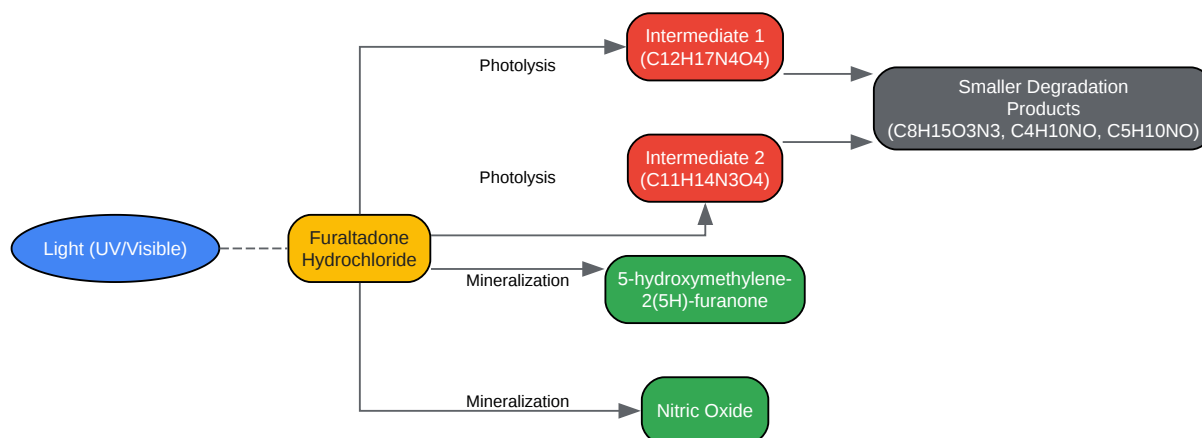 Intermediate 1
(C12H17N4O4)
Photolysis
Smaller Degradation
Products
(C8H15O3N3, C4H10NO, C5H10NO)
Intermediate 2
(C11H14N3O4)
Photolysis
Light (UV/Visible)
Furaltadone
Hydrochloride
Mineralization
5-hydroxymethylene-
2(5H)-furanone
Mineralization
Nitric Oxide